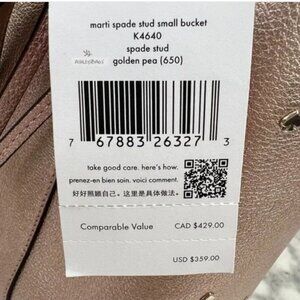 marti spade stud small bucket
K4640
spade stud
golden pea (650)
7 67883 26327 3
take good care. here's how.
prenez-en bien soin. voici comment.
好好照顾自己。这里是具体做法。
Comparable Value CAD $429.00
USD $359.00